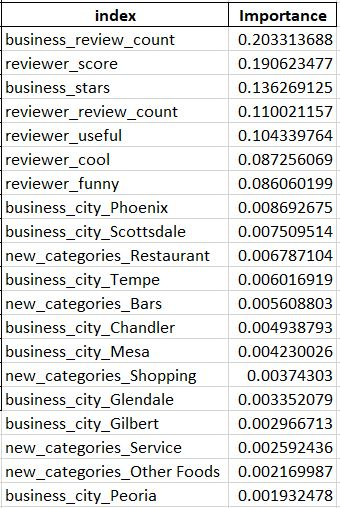 index Importance
business_review_count 0.203313688
reviewer_score 0.190623477
business_stars 0.136269125
reviewer_review_count 0.110021157
reviewer_useful 0.104339764
reviewer_cool 0.087256069
reviewer_funny 0.086060199
business_city_Phoenix 0.008692675
business_city_Scottsdale 0.007509514
new_categories_Restaurant 0.006787104
business_city_Tempe 0.006016919
new_categories_Bars 0.005608803
business_city_Chandler 0.004938793
business_city_Mesa 0.004230026
new_categories_Shopping 0.00374303
business_city_Glendale 0.003352079
business_city_Gilbert 0.002966713
new_categories_Service 0.002592436
new_categories_Other Foods 0.002169987
business_city_Peoria 0.001932478